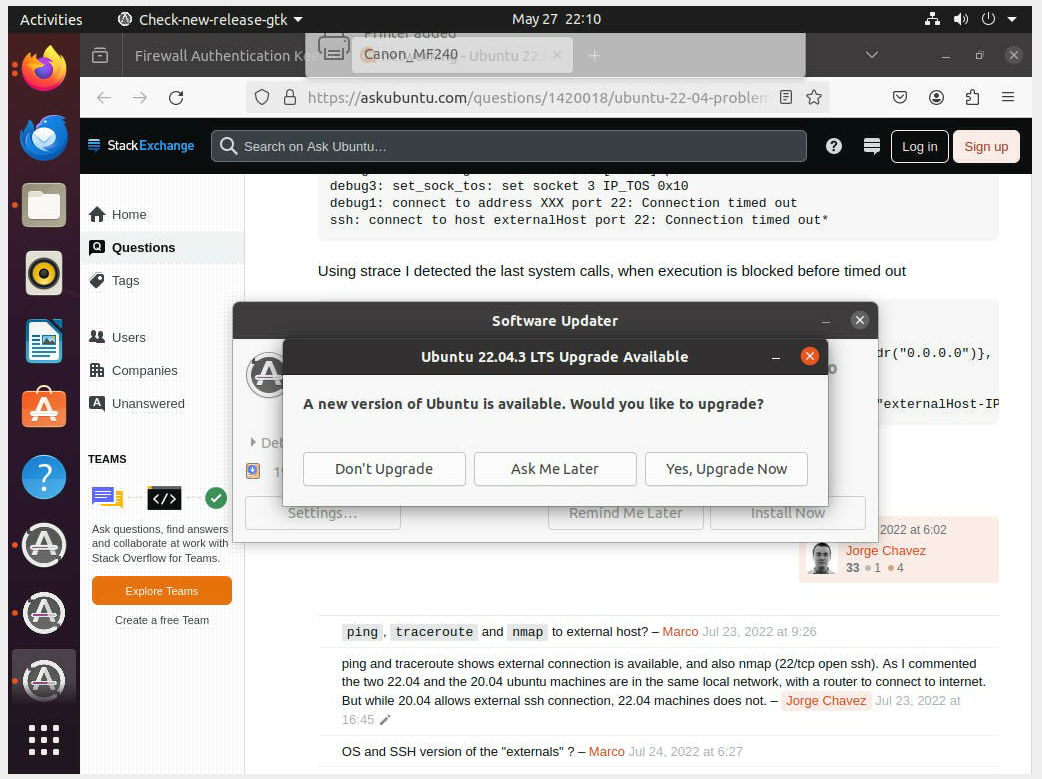 Activities
Check-new-release-gtk
May 27 22:10
Firewall Authentication
Printer added
Canon_MF240
- Ubuntu 22.
https://askubuntu.com/questions/1420018/ubuntu-22-04-problem
StackExchange
Search on Ask Ubuntu…
Log in
Sign up
Home
Questions
Tags
Users
Companies
Unanswered
TEAMS
Ask questions, find answers
and collaborate at work with
Stack Overflow for Teams.
Explore Teams
Create a free Team
debug3: set_sock_tos: set socket 3 IP_TOS 0x10
debug1: connect to address XXX port 22: Connection timed out
ssh: connect to host externalHost port 22: Connection timed out*
Using strace I detected the last system calls, when execution is blocked before timed out
dr("0.0.0.0")},
"externalHost-IP
Software Updater
Ubuntu 22.04.3 LTS Upgrade Available
A new version of Ubuntu is available. Would you like to upgrade?
Don't Upgrade
Ask Me Later
Yes, Upgrade Now
Settings…
Remind Me Later
Install Now
2022 at 6:02
Jorge Chavez
33 1 4
ping, traceroute and nmap to external host? – Marco Jul 23, 2022 at 9:26
ping and traceroute shows external connection is available, and also nmap (22/tcp open ssh). As I commented
the two 22.04 and the 20.04 ubuntu machines are in the same local network, with a router to connect to internet.
But while 20.04 allows external ssh connection, 22.04 machines does not. – Jorge Chavez Jul 23, 2022 at
16:45
OS and SSH version of the "externals" ? – Marco Jul 24, 2022 at 6:27